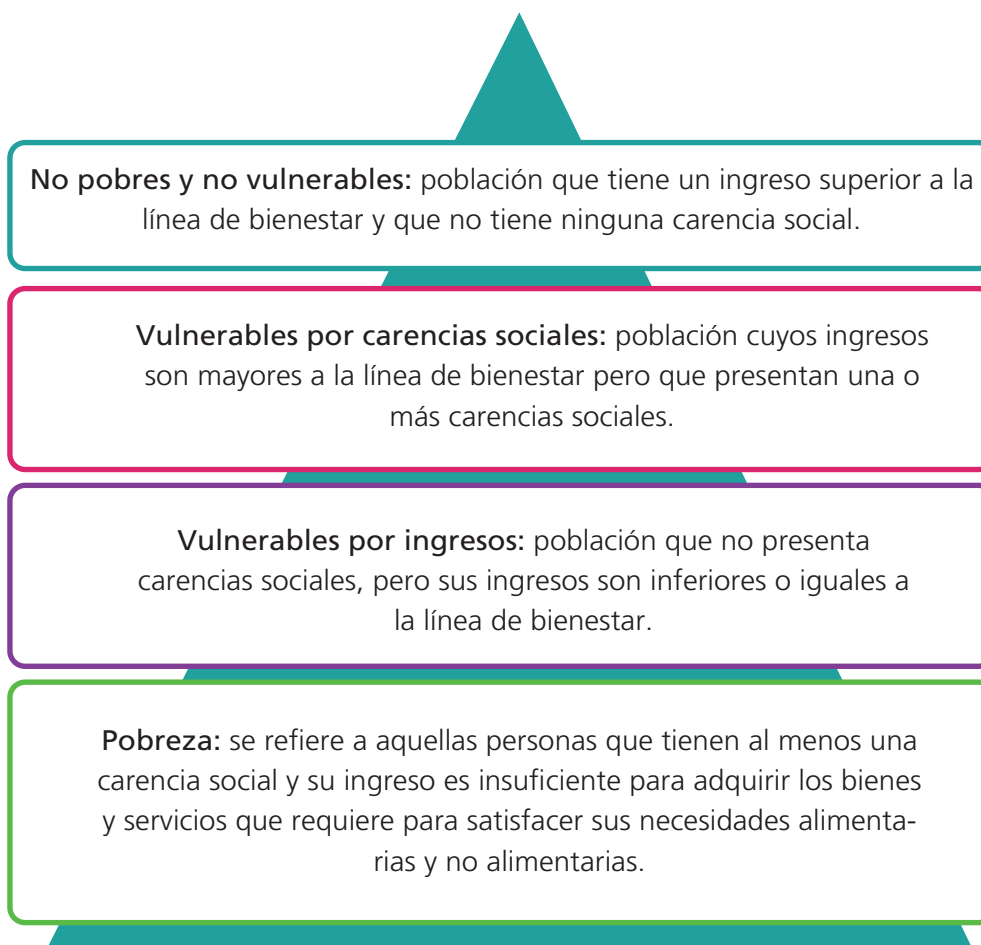 No pobres y no vulnerables: población que tiene un ingreso superior a la
línea de bienestar y que no tiene ninguna carencia social.
Vulnerables por carencias sociales: población cuyos ingresos
son mayores a la línea de bienestar pero que presentan una o
más carencias sociales.
Vulnerables por ingresos: población que no presenta
carencias sociales, pero sus ingresos son inferiores o iguales a
la línea de bienestar.
Pobreza: se refiere a aquellas personas que tienen al menos una
carencia social y su ingreso es insuficiente para adquirir los bienes
y servicios que requiere para satisfacer sus necesidades alimenta-
rias y no alimentarias.